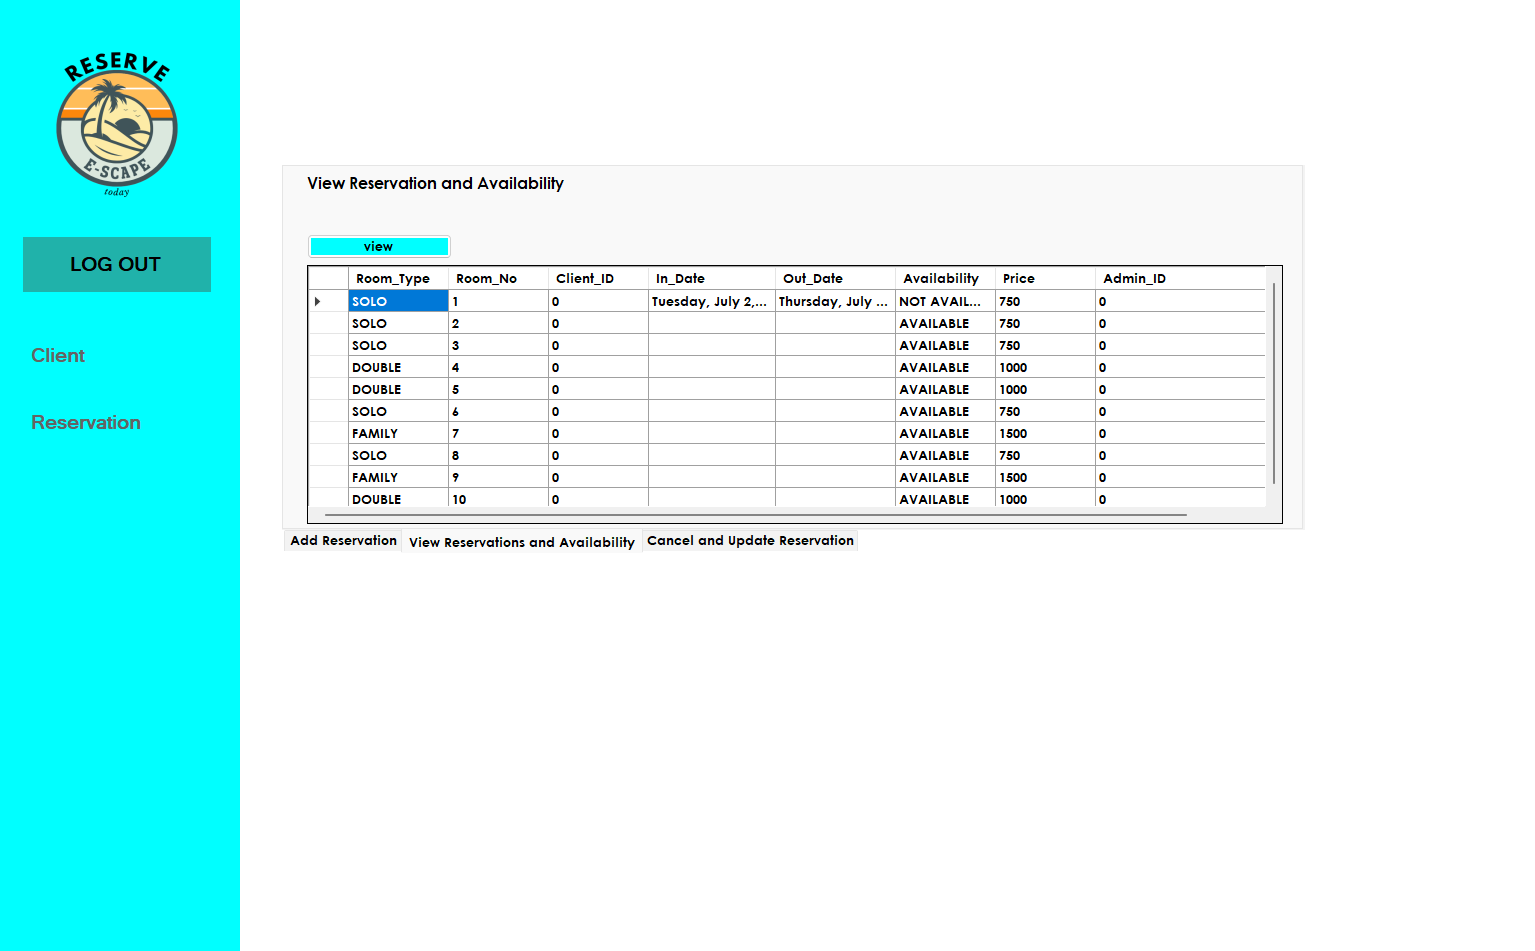 RESERVE
E-SCAPE
today
LOG OUT
Client
Reservation
View Reservation and Availability
view
Room_Type Room_No Client_ID In_Date Out_Date Availability Price Admin_ID
SOLO 1 0 Tuesday, July 2,... Thursday, July ... NOT AVAIL... 750 0
SOLO 2 0 AVAILABLE 750 0
SOLO 3 0 AVAILABLE 750 0
DOUBLE 4 0 AVAILABLE 1000 0
DOUBLE 5 0 AVAILABLE 1000 0
SOLO 6 0 AVAILABLE 750 0
FAMILY 7 0 AVAILABLE 1500 0
SOLO 8 0 AVAILABLE 750 0
FAMILY 9 0 AVAILABLE 1500 0
DOUBLE 10 0 AVAILABLE 1000 0
Add Reservation View Reservations and Availability Cancel and Update Reservation